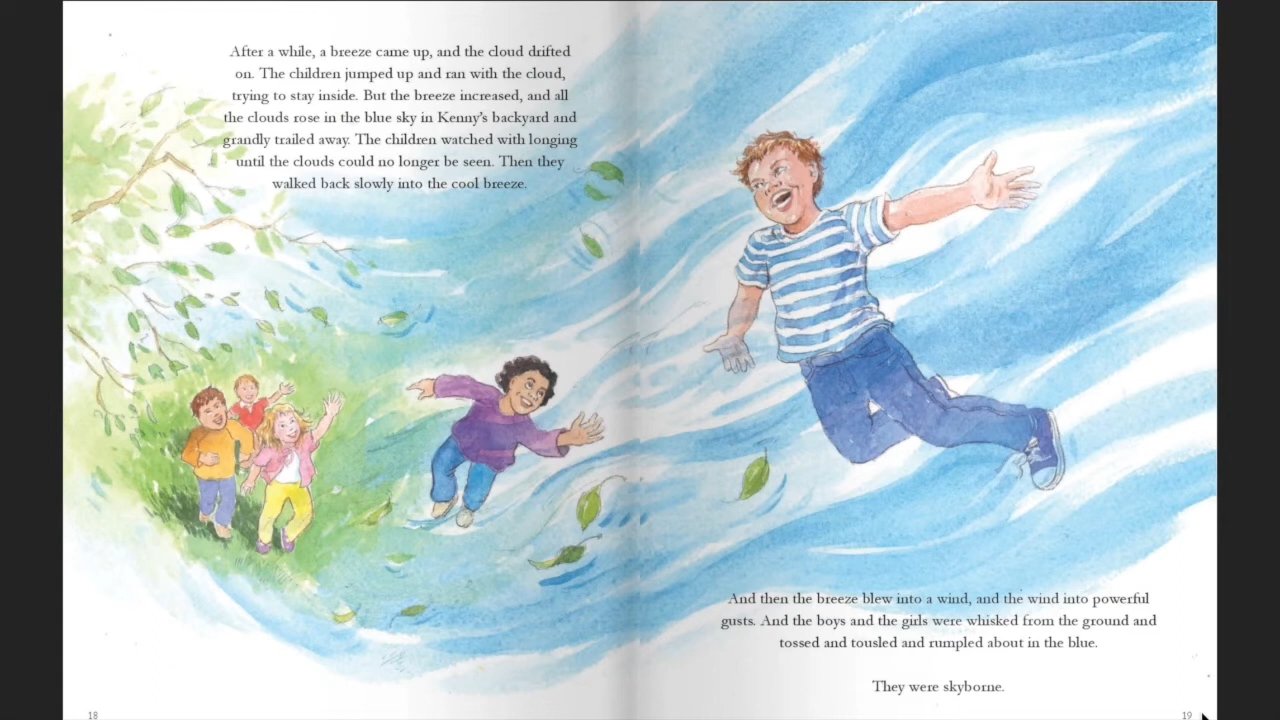 After a while, a breeze came up, and the cloud drifted
on. The children jumped up and ran with the cloud,
trying to stay inside. But the breeze increased, and all
the clouds rose in the blue sky in Kenny’s backyard and
grandly trailed away. The children watched with longing
until the clouds could no longer be seen. Then they
walked back slowly into the cool breeze.
And then the breeze blew into a wind, and the wind into powerful
gusts. And the boys and the girls were whisked from the ground and
tossed and tousled and rumpled about in the blue.
They were skyborne.
18
19